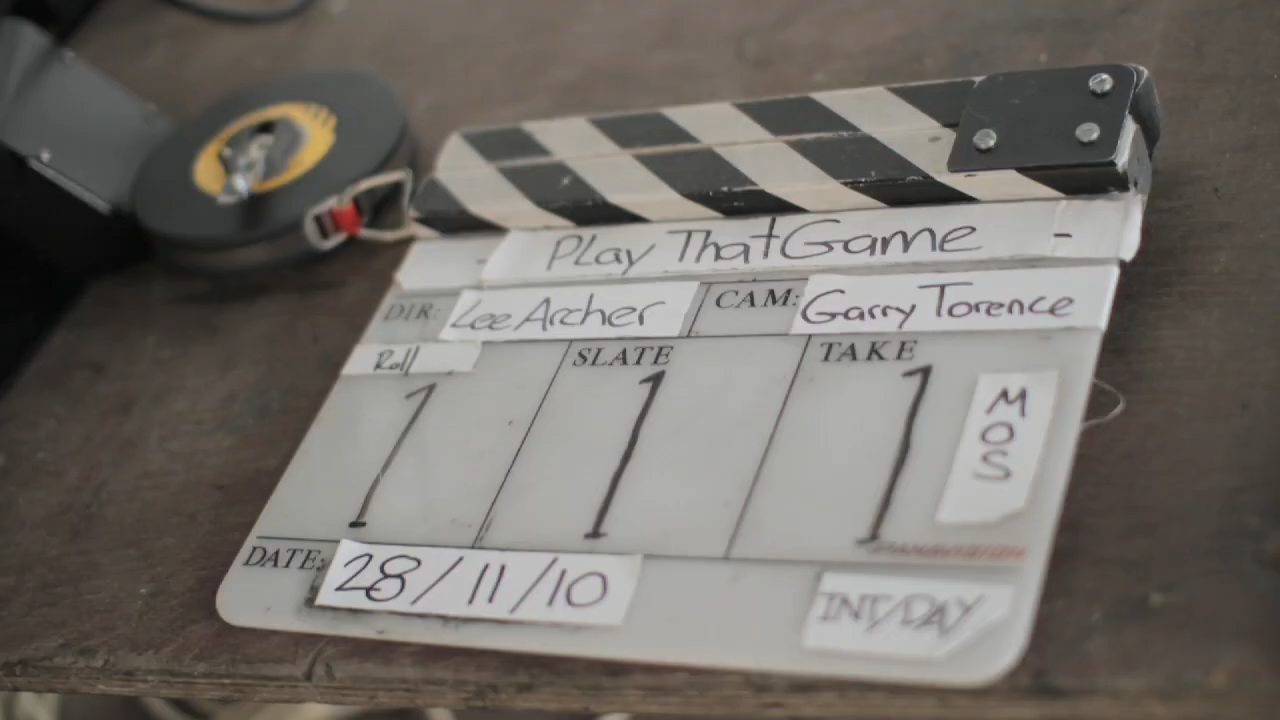 Play That Game
DIR: Lee Archer CAM: Garry Torence
Roll SLATE TAKE
1 1 1
MOS
DATE: 28/11/10
INT/DAY